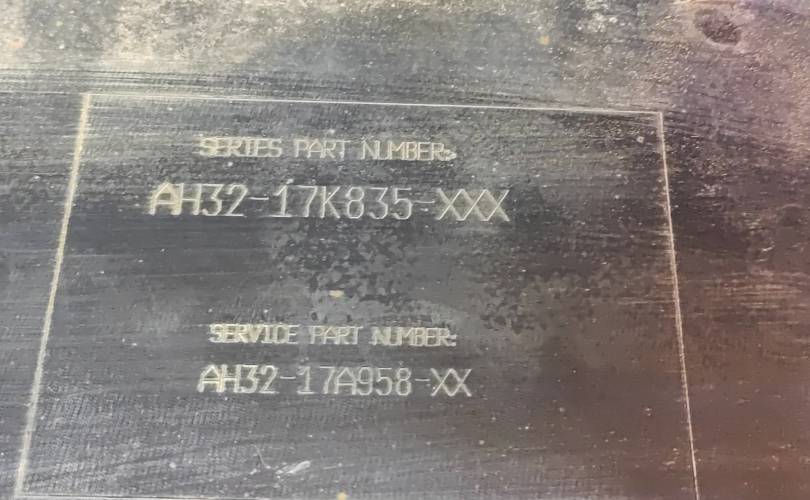 SERIES PART NUMBER:
AH32-17K835-XXX
SERVICE PART NUMBER:
AH32-17A958-XX